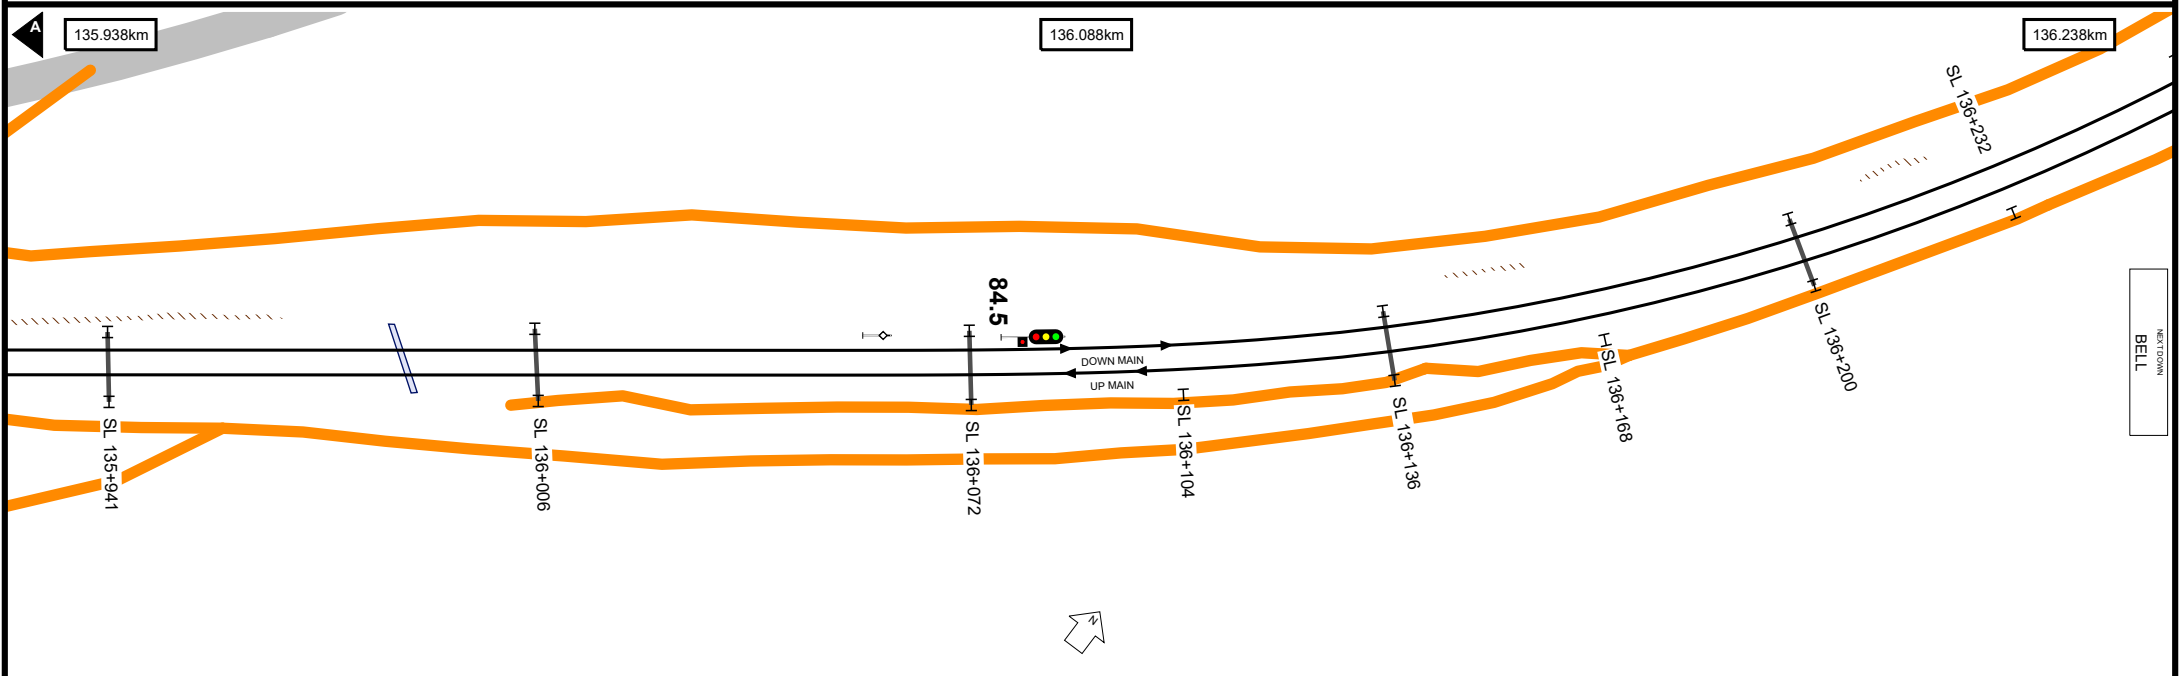 A
135.938km
136.088km
136.238km
SL 136+232
84.5
DOWN MAIN
UP MAIN
NEXT DOWN
BELL
SL 135+941
SL 136+006
SL 136+072
SL 136+104
SL 136+136
SL 136+168
SL 136+200
N